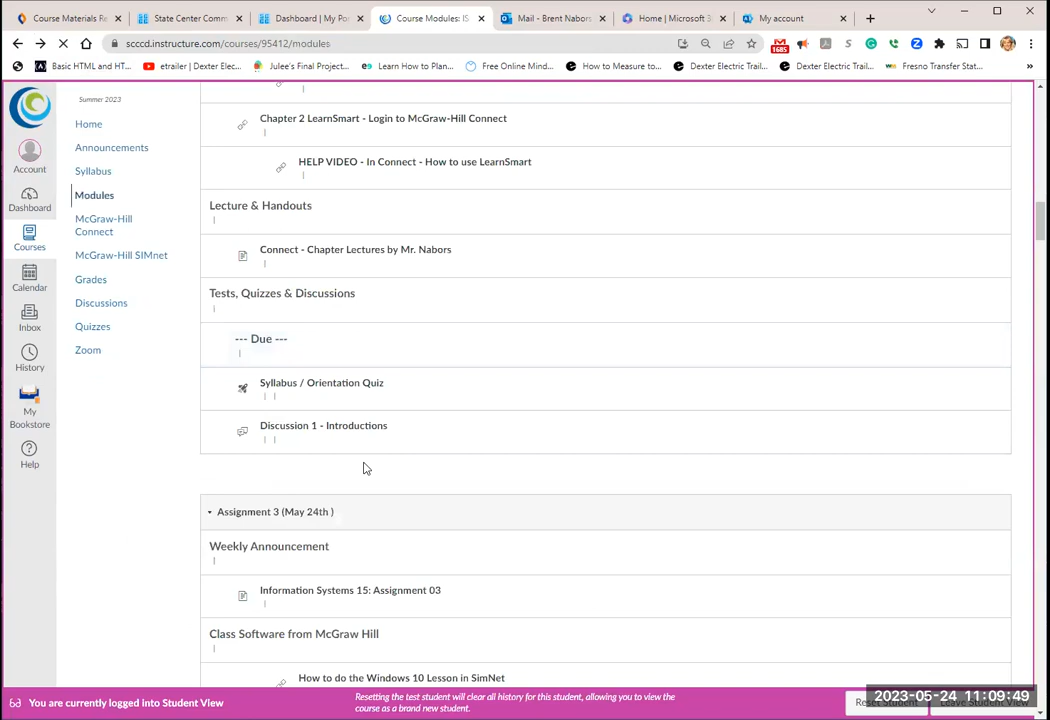 Course Materials Re
State Center Comm
Dashboard | My Por
Course Modules: IS
Mail - Brent Nabors
Home | Microsoft 3
My account
scccd.instructure.com/courses/95412/modules
1685
Basic HTML and HT...
etrailer | Dexter Elec...
Julee's Final Project...
Learn How to Plan...
Free Online Mind...
How to Measure to...
Dexter Electric Trail...
Dexter Electric Trail...
Fresno Transfer Stat...
Summer 2023
Home
Announcements
Syllabus
Modules
McGraw-Hill
Connect
McGraw-Hill SIMnet
Grades
Discussions
Quizzes
Zoom
Account
Dashboard
Courses
Calendar
Inbox
History
My
Bookstore
Help
Chapter 2 LearnSmart - Login to McGraw-Hill Connect
HELP VIDEO - In Connect - How to use LearnSmart
Lecture & Handouts
Connect - Chapter Lectures by Mr. Nabors
Tests, Quizzes & Discussions
--- Due ---
Syllabus / Orientation Quiz
Discussion 1 - Introductions
Assignment 3 (May 24th )
Weekly Announcement
Information Systems 15: Assignment 03
Class Software from McGraw Hill
How to do the Windows 10 Lesson in SimNet
You are currently logged into Student View
Resetting the test student will clear all history for this student, allowing you to view the
course as a brand new student.
Reset Student
Leave Student View
2023-05-24 11:09:49